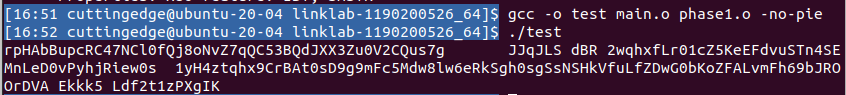 [16:51 cuttingedge@ubuntu-20-04 linklab-1190200526_64]$ gcc -o test main.o phase1.o -no-pie
[16:52 cuttingedge@ubuntu-20-04 linklab-1190200526_64]$ ./test
rpHAbBupcRC47NCl0fQj8oNvZ7qQC53BQdJXX3Zu0V2CQus7g       JJqJLS dBR 2wqhxfLr01cZ5KeEFdvuSTn4SE
MnLeD0vPyhjRiew0s  1yH4ztqhx9CrBAt0sD9g9mFc5Mdw8lw6eRkSgh0sgSsNSHkVfuLfZDwG0bKoZFALvmFh69bJRO
OrDVA Ekkk5 Ldf2t1zPXgIK